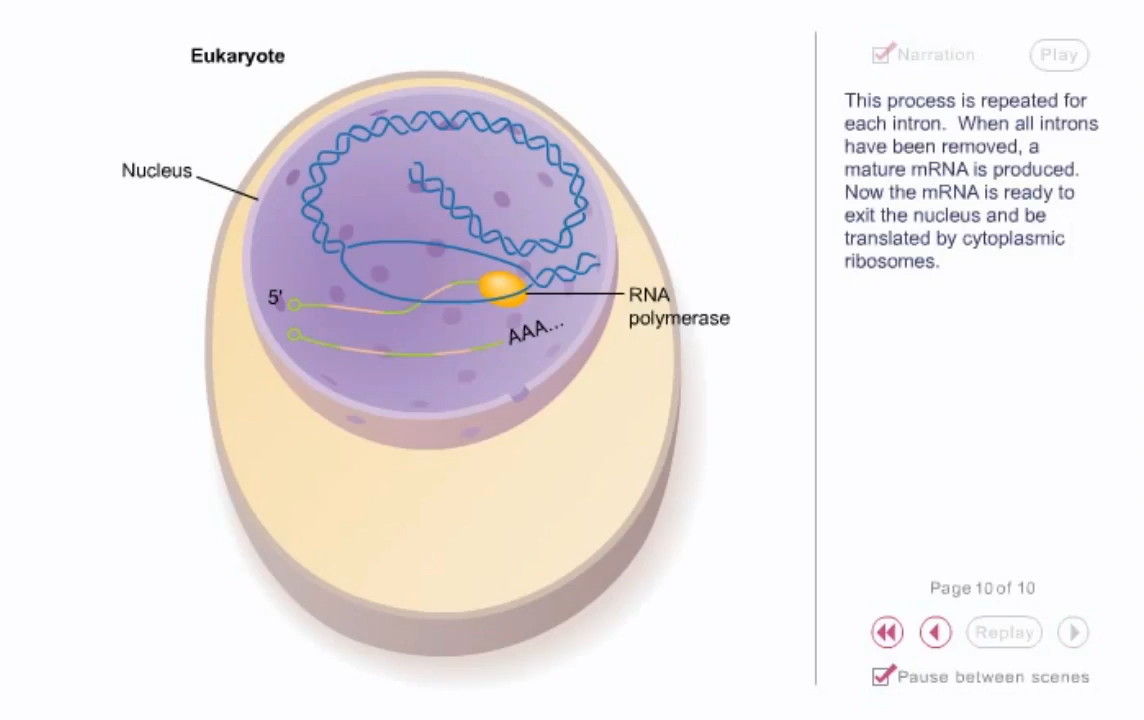 Eukaryote
Nucleus
5'
AAA...
RNA
polymerase
Narration
Play
This process is repeated for
each intron.  When all introns
have been removed, a
mature mRNA is produced.
Now the mRNA is ready to
exit the nucleus and be
translated by cytoplasmic
ribosomes.
Page 10 of 10
Replay
Pause between scenes